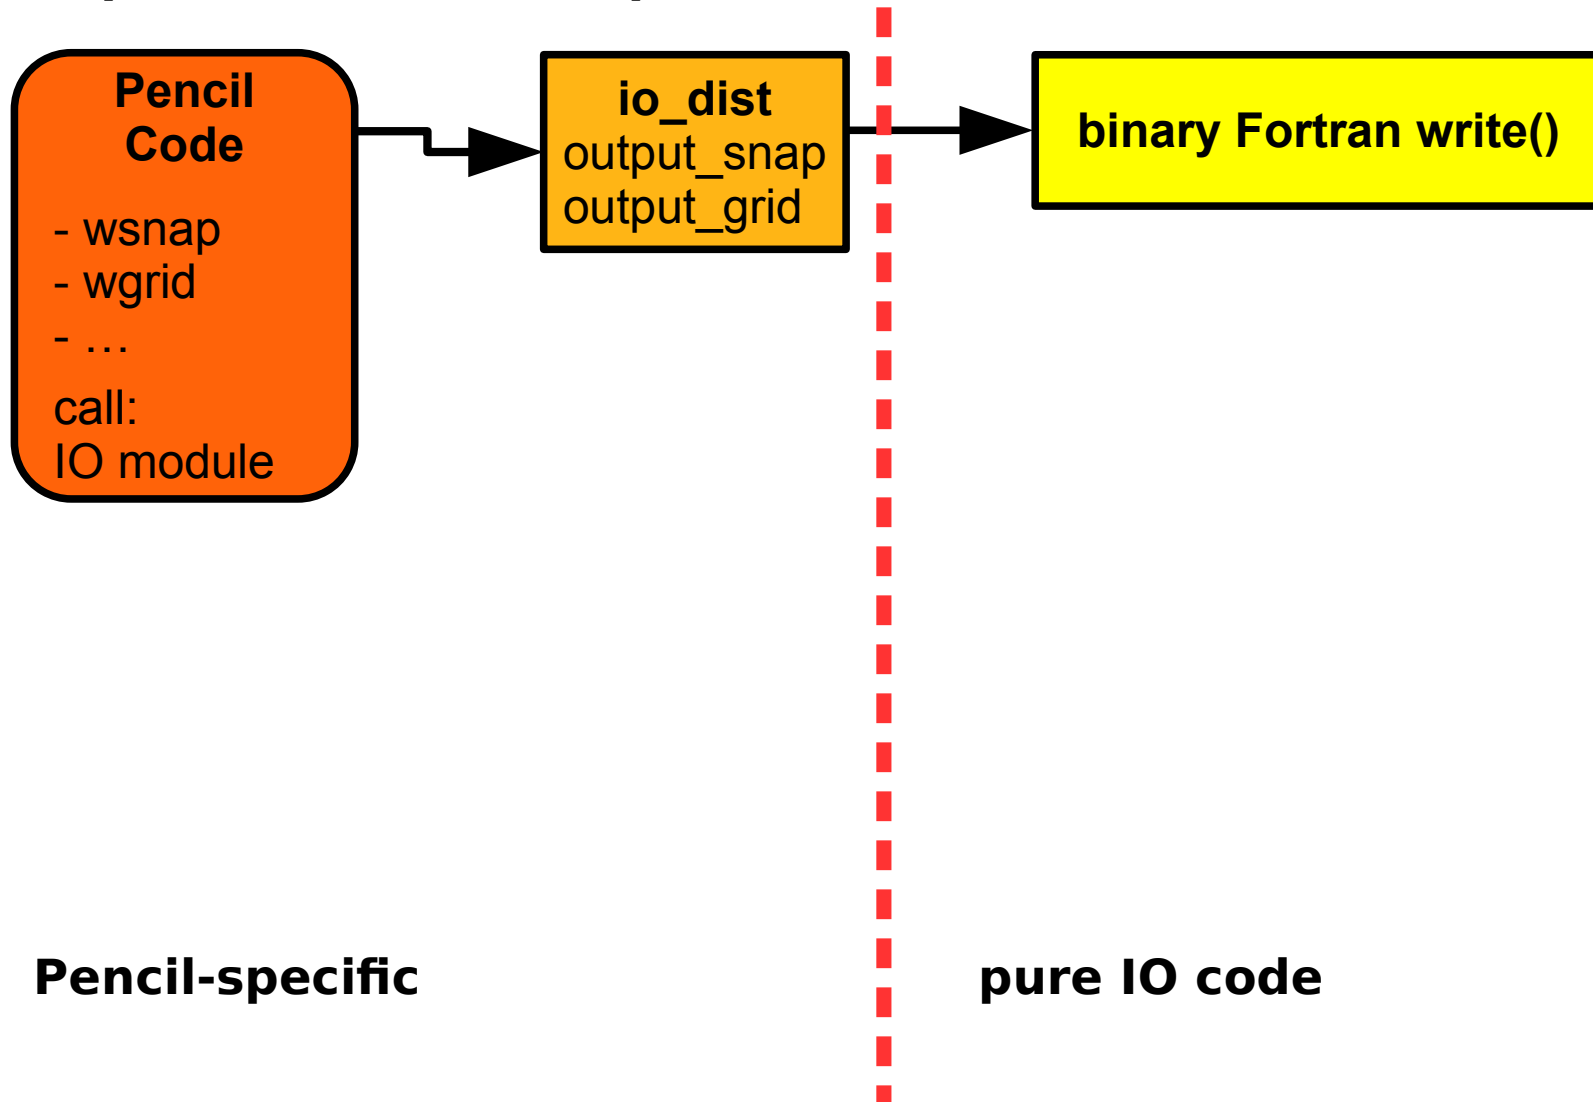 Pencil
Code
- wsnap
- wgrid
- …
call:
IO module
io_dist
output_snap
output_grid
binary Fortran write()
Pencil-specific
pure IO code